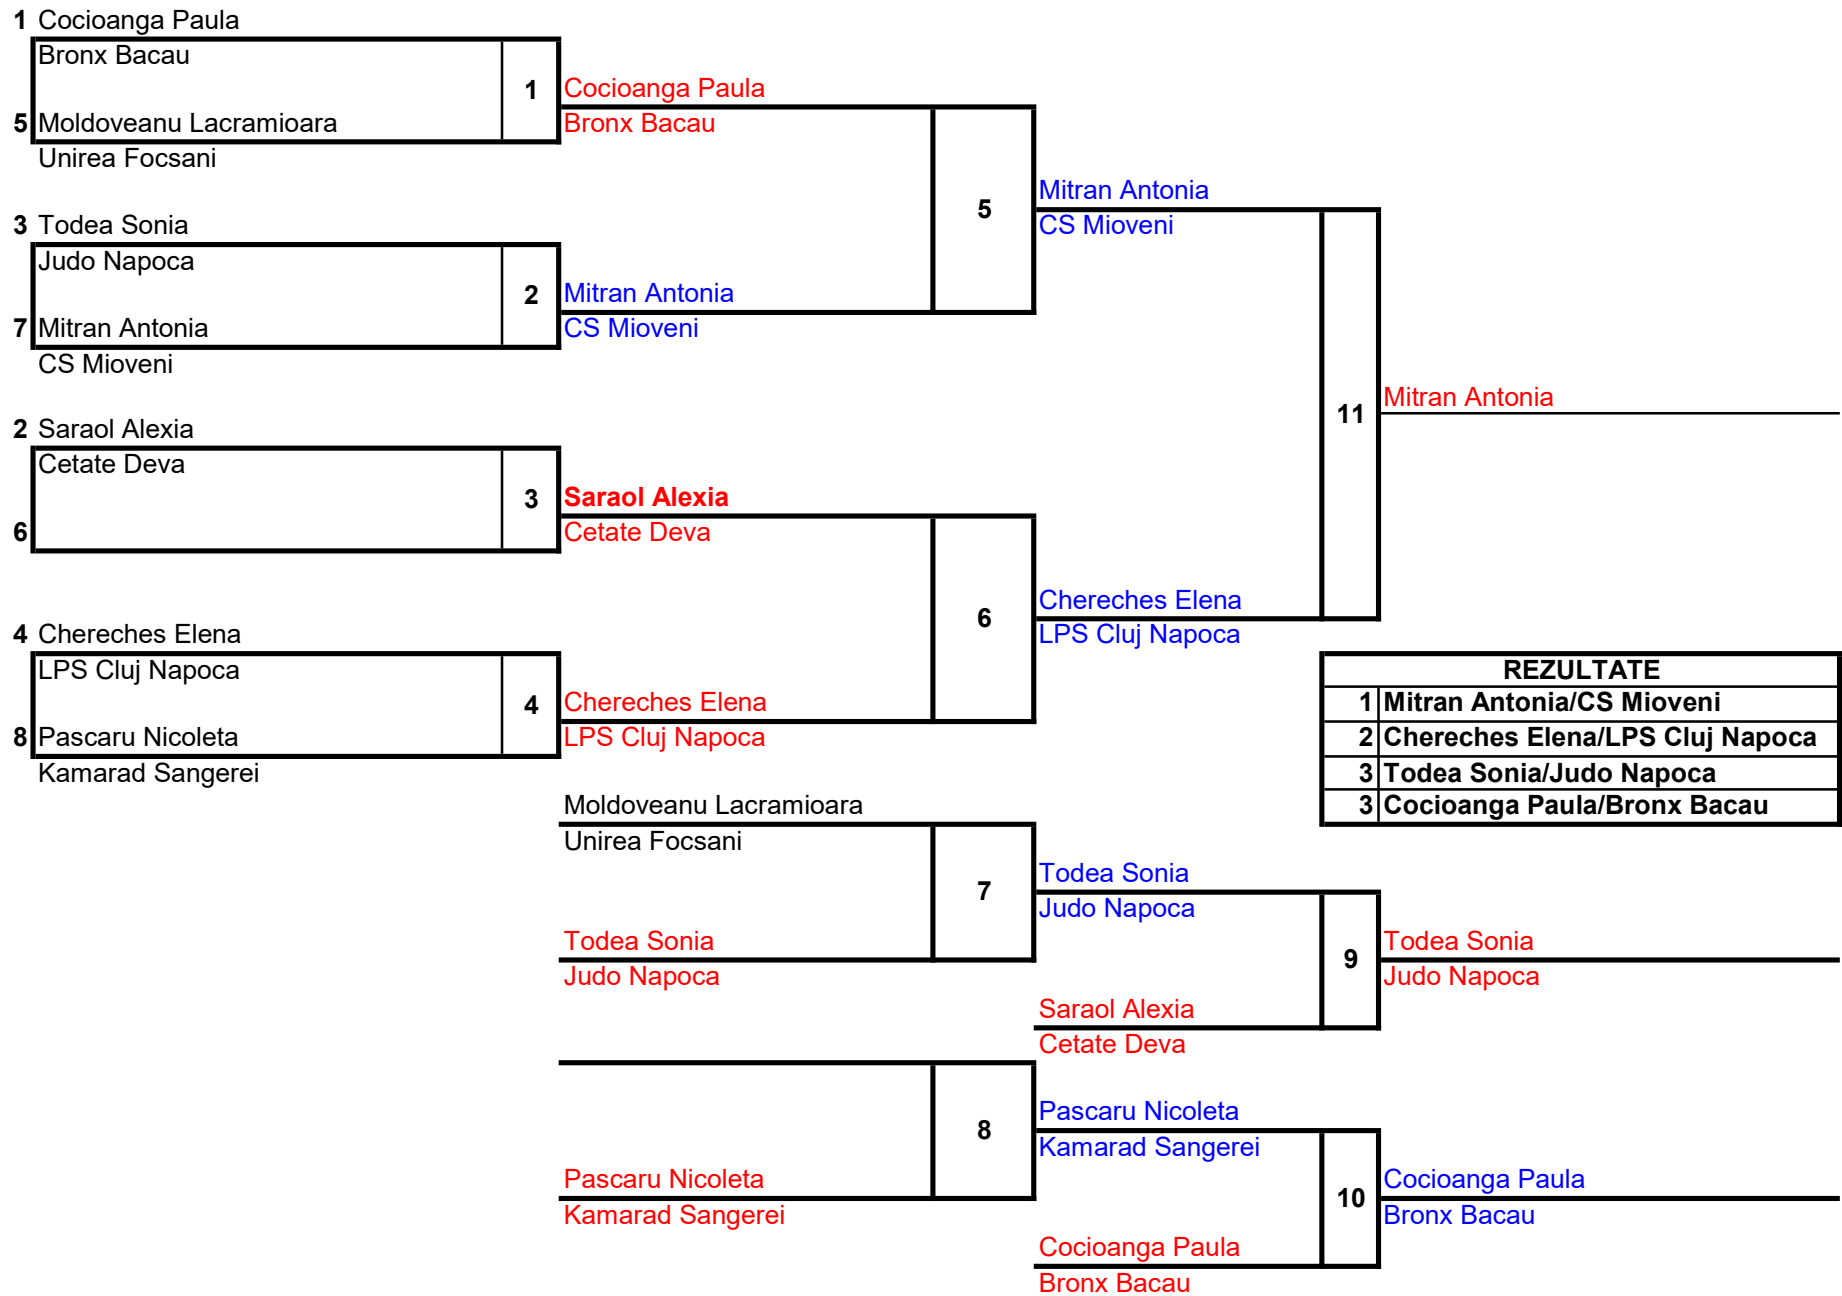 1 Cocioanga Paula
Bronx Bacau
1 Cocioanga Paula
5 Moldoveanu Lacramioara
Bronx Bacau
Unirea Focsani
5 Mitran Antonia
CS Mioveni
3 Todea Sonia
Judo Napoca
2 Mitran Antonia
7 Mitran Antonia
CS Mioveni
CS Mioveni
11 Mitran Antonia
2 Saraol Alexia
Cetate Deva
3 Saraol Alexia
6
Cetate Deva
6 Chereches Elena
LPS Cluj Napoca
4 Chereches Elena
LPS Cluj Napoca
4 Chereches Elena
8 Pascaru Nicoleta
LPS Cluj Napoca
Kamarad Sangerei
REZULTATE
1 Mitran Antonia/CS Mioveni
2 Chereches Elena/LPS Cluj Napoca
3 Todea Sonia/Judo Napoca
3 Cocioanga Paula/Bronx Bacau
Moldoveanu Lacramioara
Unirea Focsani
7 Todea Sonia
Judo Napoca
Todea Sonia
Judo Napoca
9 Todea Sonia
Judo Napoca
Saraol Alexia
Cetate Deva
8 Pascaru Nicoleta
Kamarad Sangerei
Pascaru Nicoleta
Kamarad Sangerei
10 Cocioanga Paula
Bronx Bacau
Cocioanga Paula
Bronx Bacau